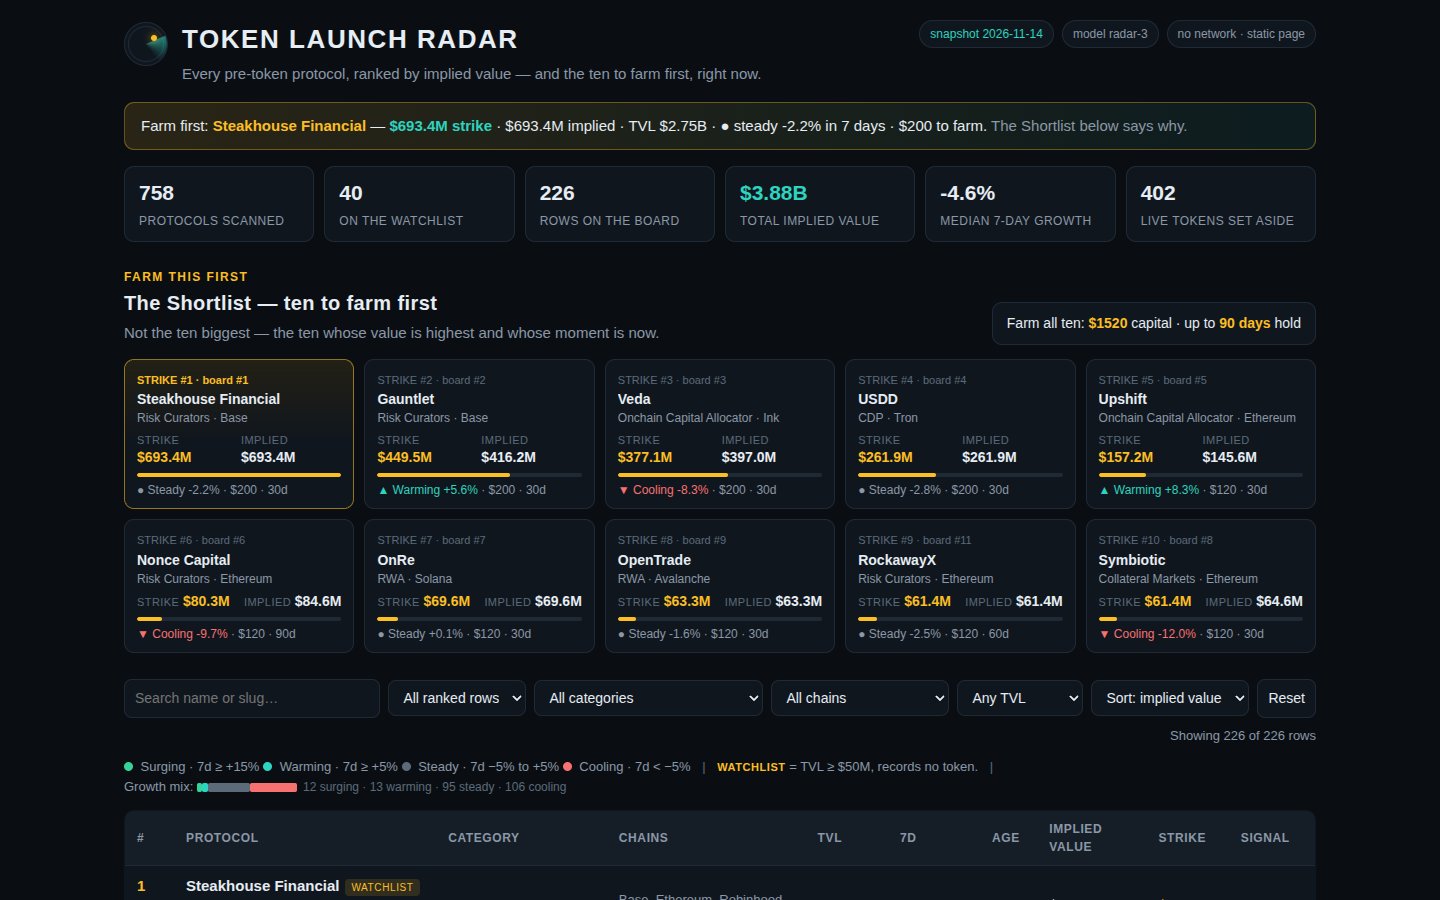 TOKEN LAUNCH RADAR
snapshot 2026-11-14
model radar-3
no network · static page
Every pre-token protocol, ranked by implied value — and the ten to farm first, right now.
Farm first: Steakhouse Financial — $693.4M strike · $693.4M implied · TVL $2.75B · ● steady -2.2% in 7 days · $200 to farm. The Shortlist below says why.
758
PROTOCOLS SCANNED
40
ON THE WATCHLIST
226
ROWS ON THE BOARD
$3.88B
TOTAL IMPLIED VALUE
-4.6%
MEDIAN 7-DAY GROWTH
402
LIVE TOKENS SET ASIDE
FARM THIS FIRST
The Shortlist — ten to farm first
Not the ten biggest — the ten whose value is highest and whose moment is now.
Farm all ten: $1520 capital · up to 90 days hold
STRIKE #1 · board #1
Steakhouse Financial
Risk Curators · Base
STRIKE IMPLIED
$693.4M $693.4M
● Steady -2.2% · $200 · 30d
STRIKE #2 · board #2
Gauntlet
Risk Curators · Base
STRIKE IMPLIED
$449.5M $416.2M
▲ Warming +5.6% · $200 · 30d
STRIKE #3 · board #3
Veda
Onchain Capital Allocator · Ink
STRIKE IMPLIED
$377.1M $397.0M
▼ Cooling -8.3% · $200 · 30d
STRIKE #4 · board #4
USDD
CDP · Tron
STRIKE IMPLIED
$261.9M $261.9M
● Steady -2.8% · $200 · 30d
STRIKE #5 · board #5
Upshift
Onchain Capital Allocator · Ethereum
STRIKE IMPLIED
$157.2M $145.6M
▲ Warming +8.3% · $120 · 30d
STRIKE #6 · board #6
Nonce Capital
Risk Curators · Ethereum
STRIKE $80.3M IMPLIED $84.6M
▼ Cooling -9.7% · $120 · 90d
STRIKE #7 · board #7
OnRe
RWA · Solana
STRIKE $69.6M IMPLIED $69.6M
● Steady +0.1% · $120 · 30d
STRIKE #8 · board #9
OpenTrade
RWA · Avalanche
STRIKE $63.3M IMPLIED $63.3M
● Steady -1.6% · $120 · 30d
STRIKE #9 · board #11
RockawayX
Risk Curators · Ethereum
STRIKE $61.4M IMPLIED $61.4M
● Steady -2.5% · $120 · 60d
STRIKE #10 · board #8
Symbiotic
Collateral Markets · Ethereum
STRIKE $61.4M IMPLIED $64.6M
▼ Cooling -12.0% · $120 · 30d
Search name or slug…
All ranked rows
All categories
All chains
Any TVL
Sort: implied value
Reset
Showing 226 of 226 rows
Surging · 7d ≥ +15% Warming · 7d ≥ +5% Steady · 7d −5% to +5% Cooling · 7d < −5% | WATCHLIST = TVL ≥ $50M, records no token. |
Growth mix: 12 surging · 13 warming · 95 steady · 106 cooling
# PROTOCOL CATEGORY CHAINS TVL 7D AGE IMPLIED VALUE STRIKE SIGNAL
1 Steakhouse Financial WATCHLIST
Base, Ethereum, Robinhood